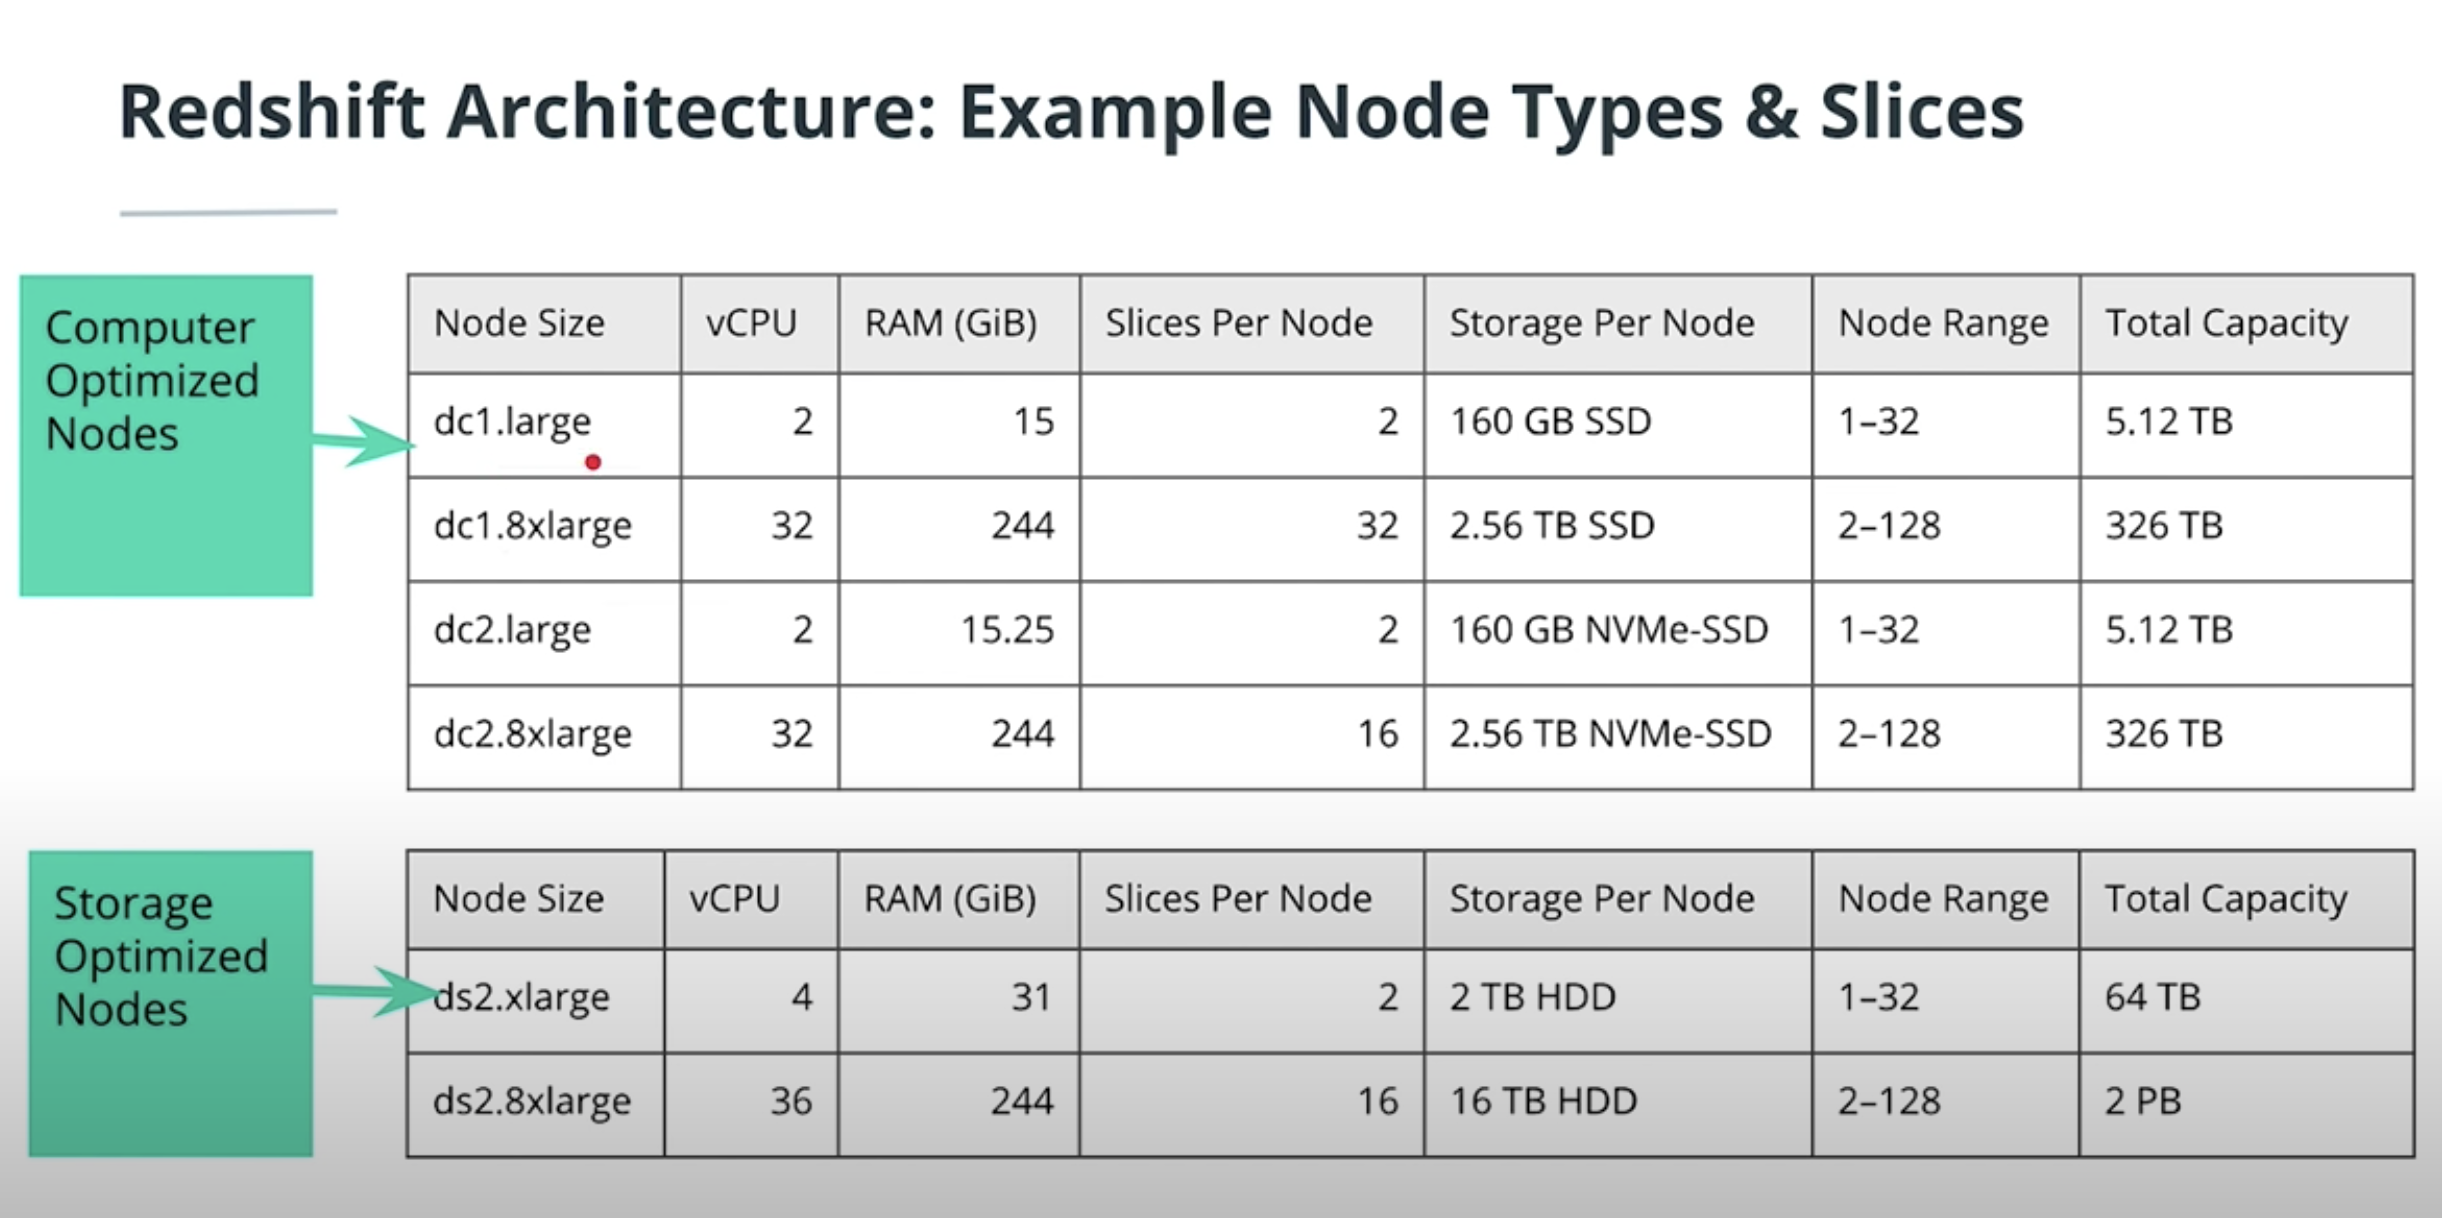 Redshift Architecture: Example Node Types & Slices
Computer
Optimized
Nodes
Node Size vCPU RAM (GiB) Slices Per Node Storage Per Node Node Range Total Capacity
dc1.large 2 15 2 160 GB SSD 1–32 5.12 TB
dc1.8xlarge 32 244 32 2.56 TB SSD 2–128 326 TB
dc2.large 2 15.25 2 160 GB NVMe-SSD 1–32 5.12 TB
dc2.8xlarge 32 244 16 2.56 TB NVMe-SSD 2–128 326 TB
Storage
Optimized
Nodes
Node Size vCPU RAM (GiB) Slices Per Node Storage Per Node Node Range Total Capacity
ds2.xlarge 4 31 2 2 TB HDD 1–32 64 TB
ds2.8xlarge 36 244 16 16 TB HDD 2–128 2 PB